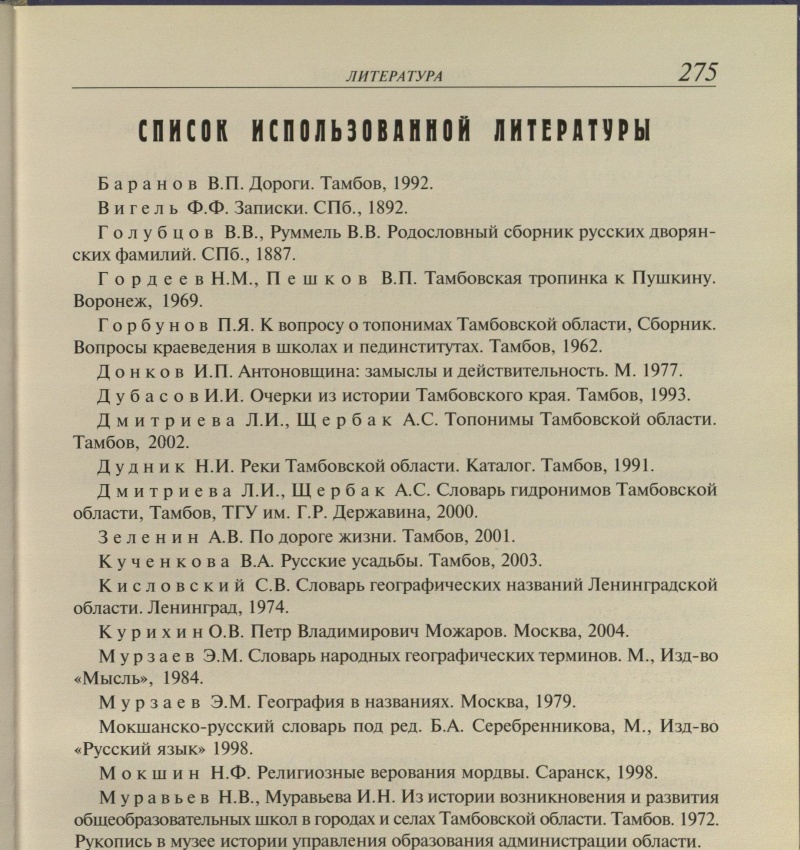 ЛИТЕРАТУРА 275
СПИСОК ИСПОЛЬЗОВАННОЙ ЛИТЕРАТУРЫ
Баранов В.П. Дороги. Тамбов, 1992.
Вигель Ф.Ф. Записки. СПб., 1892.
Голубцов В.В., Руммель В.В. Родословный сборник русских дворян-
ских фамилий. СПб., 1887.
Гордеев Н.М., Пешков В.П. Тамбовская тропинка к Пушкину.
Воронеж, 1969.
Горбунов П.Я. К вопросу о топонимах Тамбовской области, Сборник.
Вопросы краеведения в школах и пединститутах. Тамбов, 1962.
Донков И.П. Антоновщина: замыслы и действительность. М. 1977.
Дубасов И.И. Очерки из истории Тамбовского края. Тамбов, 1993.
Дмитриева Л.И., Щербак А.С. Топонимы Тамбовской области.
Тамбов, 2002.
Дудник Н.И. Реки Тамбовской области. Каталог. Тамбов, 1991.
Дмитриева Л.И., Щербак А.С. Словарь гидронимов Тамбовской
области, Тамбов, ТГУ им. Г.Р. Державина, 2000.
Зеленин А.В. По дороге жизни. Тамбов, 2001.
Кученкова В.А. Русские усадьбы. Тамбов, 2003.
Кисловский С.В. Словарь географических названий Ленинградской
области. Ленинград, 1974.
Курихин О.В. Петр Владимирович Можаров. Москва, 2004.
Мурзаев Э.М. Словарь народных географических терминов. М., Изд-во
«Мысль», 1984.
Мурзаев Э.М. География в названиях. Москва, 1979.
Мокшанско-русский словарь под ред. Б.А. Серебренникова, М., Изд-во
«Русский язык» 1998.
Мокшин Н.Ф. Религиозные верования мордвы. Саранск, 1998.
Муравьев Н.В., Муравьева И.Н. Из истории возникновения и развития
общеобразовательных школ в городах и селах Тамбовской области. Тамбов. 1972.
Рукопись в музее истории управления образования администрации области.